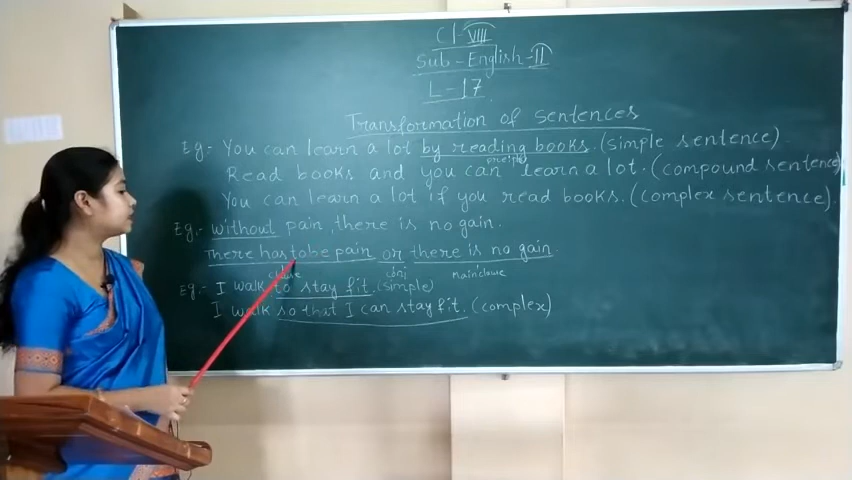 Cl-VIII
Sub-English-II
L-17
Transformation of sentences
Eg:- You can learn a lot by reading books. (simple sentence)
Read books and you can learn a lot. (compound sentence)
You can learn a lot if you read books. (complex sentence)
Eg:- without pain, there is no gain.
There has to be pain or there is no gain.
clause conj main clause
Eg:- I walk to stay fit. (simple)
I walk so that I can stay fit. (complex)